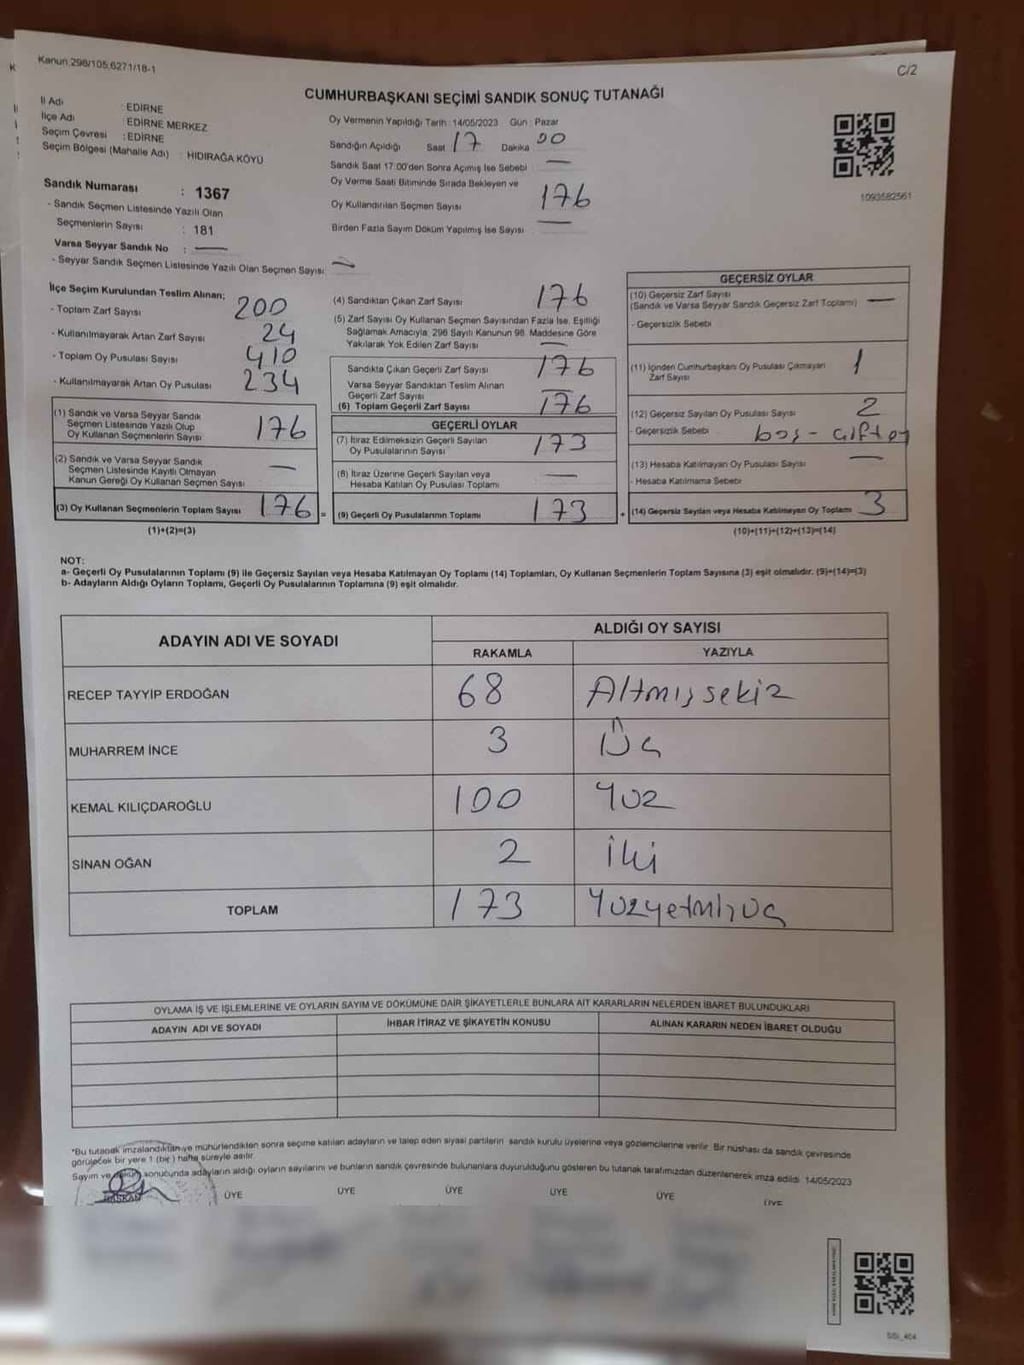 Kanun 298/105,6271/18-1
C/2
CUMHURBAŞKANI SEÇİMİ SANDIK SONUÇ TUTANAĞI
İl Adı : EDİRNE
İlçe Adı : EDİRNE MERKEZ
Seçim Çevresi : EDİRNE
Seçim Bölgesi (Mahalle Adı) : HIDIRAĞA KÖYÜ
Oy Vermenin Yapıldığı Tarih : 14/05/2023 Gün : Pazar
Sandığın Açıldığı Saat 17 Dakika 00
Sandık Saat 17:00'den Sonra Açımış İse Sebebi —
Oy Verme Saati Bitiminde Sırada Bekleyen ve
Oy Kullandırılan Seçmen Sayısı 176
Birden Fazla Sayım Döküm Yapılmış İse Sayısı —
1093582561
Sandık Numarası : 1367
- Sandık Seçmen Listesinde Yazılı Olan
Seçmenlerin Sayısı : 181
Varsa Seyyar Sandık No : —
- Seyyar Sandık Seçmen Listesinde Yazılı Olan Seçmen Sayısı: —
İlçe Seçim Kurulundan Teslim Alınan;
- Toplam Zarf Sayısı 200
- Kullanılmayarak Artan Zarf Sayısı 24
- Toplam Oy Pusulası Sayısı 410
- Kullanılmayarak Artan Oy Pusulası 234
(1) Sandık ve Varsa Seyyar Sandık
Seçmen Listesinde Yazılı Olup
Oy Kullanan Seçmenlerin Sayısı 176
(2) Sandık ve Varsa Seyyar Sandık
Seçmen Listesinde Kayıtlı Olmayan
Kanun Gereği Oy Kullanan Seçmen Sayısı —
(3) Oy Kullanan Seçmenlerin Toplam Sayısı 176 =
(1)+(2)=(3)
(4) Sandıktan Çıkan Zarf Sayısı 176
(5) Zarf Sayısı Oy Kullanan Seçmen Sayısından Fazla İse, Eşitliği
Sağlamak Amacıyla, 298 Sayılı Kanunun 98. Maddesine Göre
Yakılarak Yok Edilen Zarf Sayısı —
Sandıkta Çıkan Geçerli Zarf Sayısı 176
Varsa Seyyar Sandıktan Teslim Alınan
Geçerli Zarf Sayısı —
(6) Toplam Geçerli Zarf Sayısı 176
GEÇERLİ OYLAR
(7) İtiraz Edilmeksizin Geçerli Sayılan
Oy Pusulalarının Sayısı 173
(8) İtiraz Üzerine Geçerli Sayılan veya
Hesaba Katılan Oy Pusulası Toplamı —
(9) Geçerli Oy Pusulalarının Toplamı 173 +
GEÇERSİZ OYLAR
(10) Geçersiz Zarf Sayısı
(Sandık ve Varsa Seyyar Sandık Geçersiz Zarf Toplamı) —
- Geçersizlik Sebebi
(11) İçinden Cumhurbaşkanı Oy Pusulası Çıkmayan
Zarf Sayısı 1
(12) Geçersiz Sayılan Oy Pusulası Sayısı 2
- Geçersizlik Sebebi boş - çift oy
(13) Hesaba Katılmayan Oy Pusulası Sayısı —
- Hesaba Katılmama Sebebi
(14) Geçersiz Sayılan veya Hesaba Katılmayan Oy Toplamı 3
(10)+(11)+(12)+(13)=(14)
NOT:
a- Geçerli Oy Pusulalarının Toplamı (9) ile Geçersiz Sayılan veya Hesaba Katılmayan Oy Toplamı (14) Toplamları, Oy Kullanan Seçmenlerin Toplam Sayısına (3) eşit olmalıdır. (9)+(14)=(3)
b- Adayların Aldığı Oyların Toplamı, Geçerli Oy Pusulalarının Toplamına (9) eşit olmalıdır.
ADAYIN ADI VE SOYADI ALDIĞI OY SAYISI
RAKAMLA YAZIYLA
RECEP TAYYİP ERDOĞAN 68 Altmışsekiz
MUHARREM İNCE 3 Üç
KEMAL KILIÇDAROĞLU 100 Yüz
SİNAN OĞAN 2 İki
TOPLAM 173 Yüzyetmişüç
OYLAMA İŞ VE İŞLEMLERİNE VE OYLARIN SAYIM VE DÖKÜMÜNE DAİR ŞİKAYETLERLE BUNLARA AİT KARARLARIN NELERDEN İBARET BULUNDUKLARI
ADAYIN ADI VE SOYADI İHBAR İTİRAZ VE ŞİKAYETİN KONUSU ALINAN KARARIN NEDEN İBARET OLDUĞU
*Bu tutanak imzalandıktan ve mühürlendikten sonra seçime katılan adayların ve talep eden siyasi partilerin sandık kurulu üyelerine veya gözlemcilerine verilir. Bir nüshası da sandık çevresinde
görülecek bir yere 1 (bir) hafta süreyle asılır.
Sayım ve döküm sonucunda adayların aldığı oyların sayılarını ve bunların sandık çevresinde bulunanlara duyurulduğunu gösteren bu tutanak tarafımızdan düzenlenerek imza edildi. 14/05/2023
BAŞKAN ÜYE ÜYE ÜYE ÜYE ÜYE ÜYE